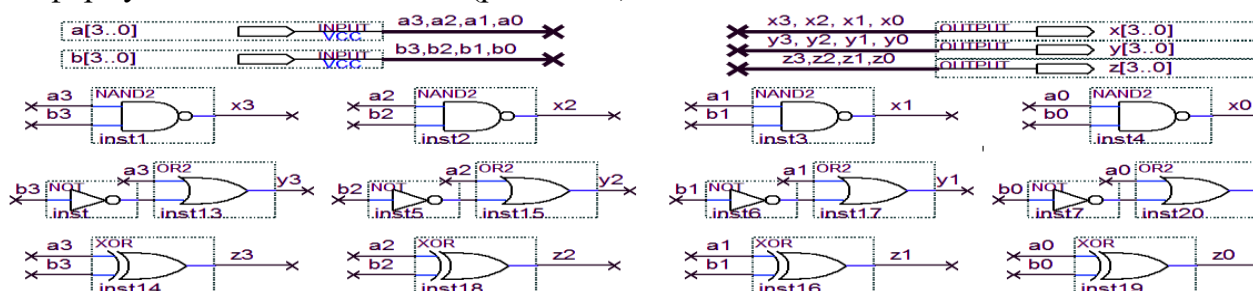 a[3..0] INPUT VCC a3,a2,a1,a0 x3, x2, x1, x0 OUTPUT x[3..0]
b[3..0] INPUT VCC b3,b2,b1,b0 y3, y2, y1, y0 OUTPUT y[3..0]
z3,z2,z1,z0 OUTPUT z[3..0]
a3 NAND2 x3 a2 NAND2 x2 a1 NAND2 x1 a0 NAND2 x0
b3 b2 b1 b0
inst1 inst2 inst3 inst4
a3 OR2 a2 OR2 a1 OR2 a0 OR2
b3 NOT y3 b2 NOT y2 b1 NOT y1 b0 NOT
inst inst13 inst5 inst15 inst6 inst17 inst7 inst20
a3 XOR z3 a2 XOR z2 a1 XOR z1 a0 XOR z0
b3 b2 b1 b0
inst14 inst18 inst16 inst19